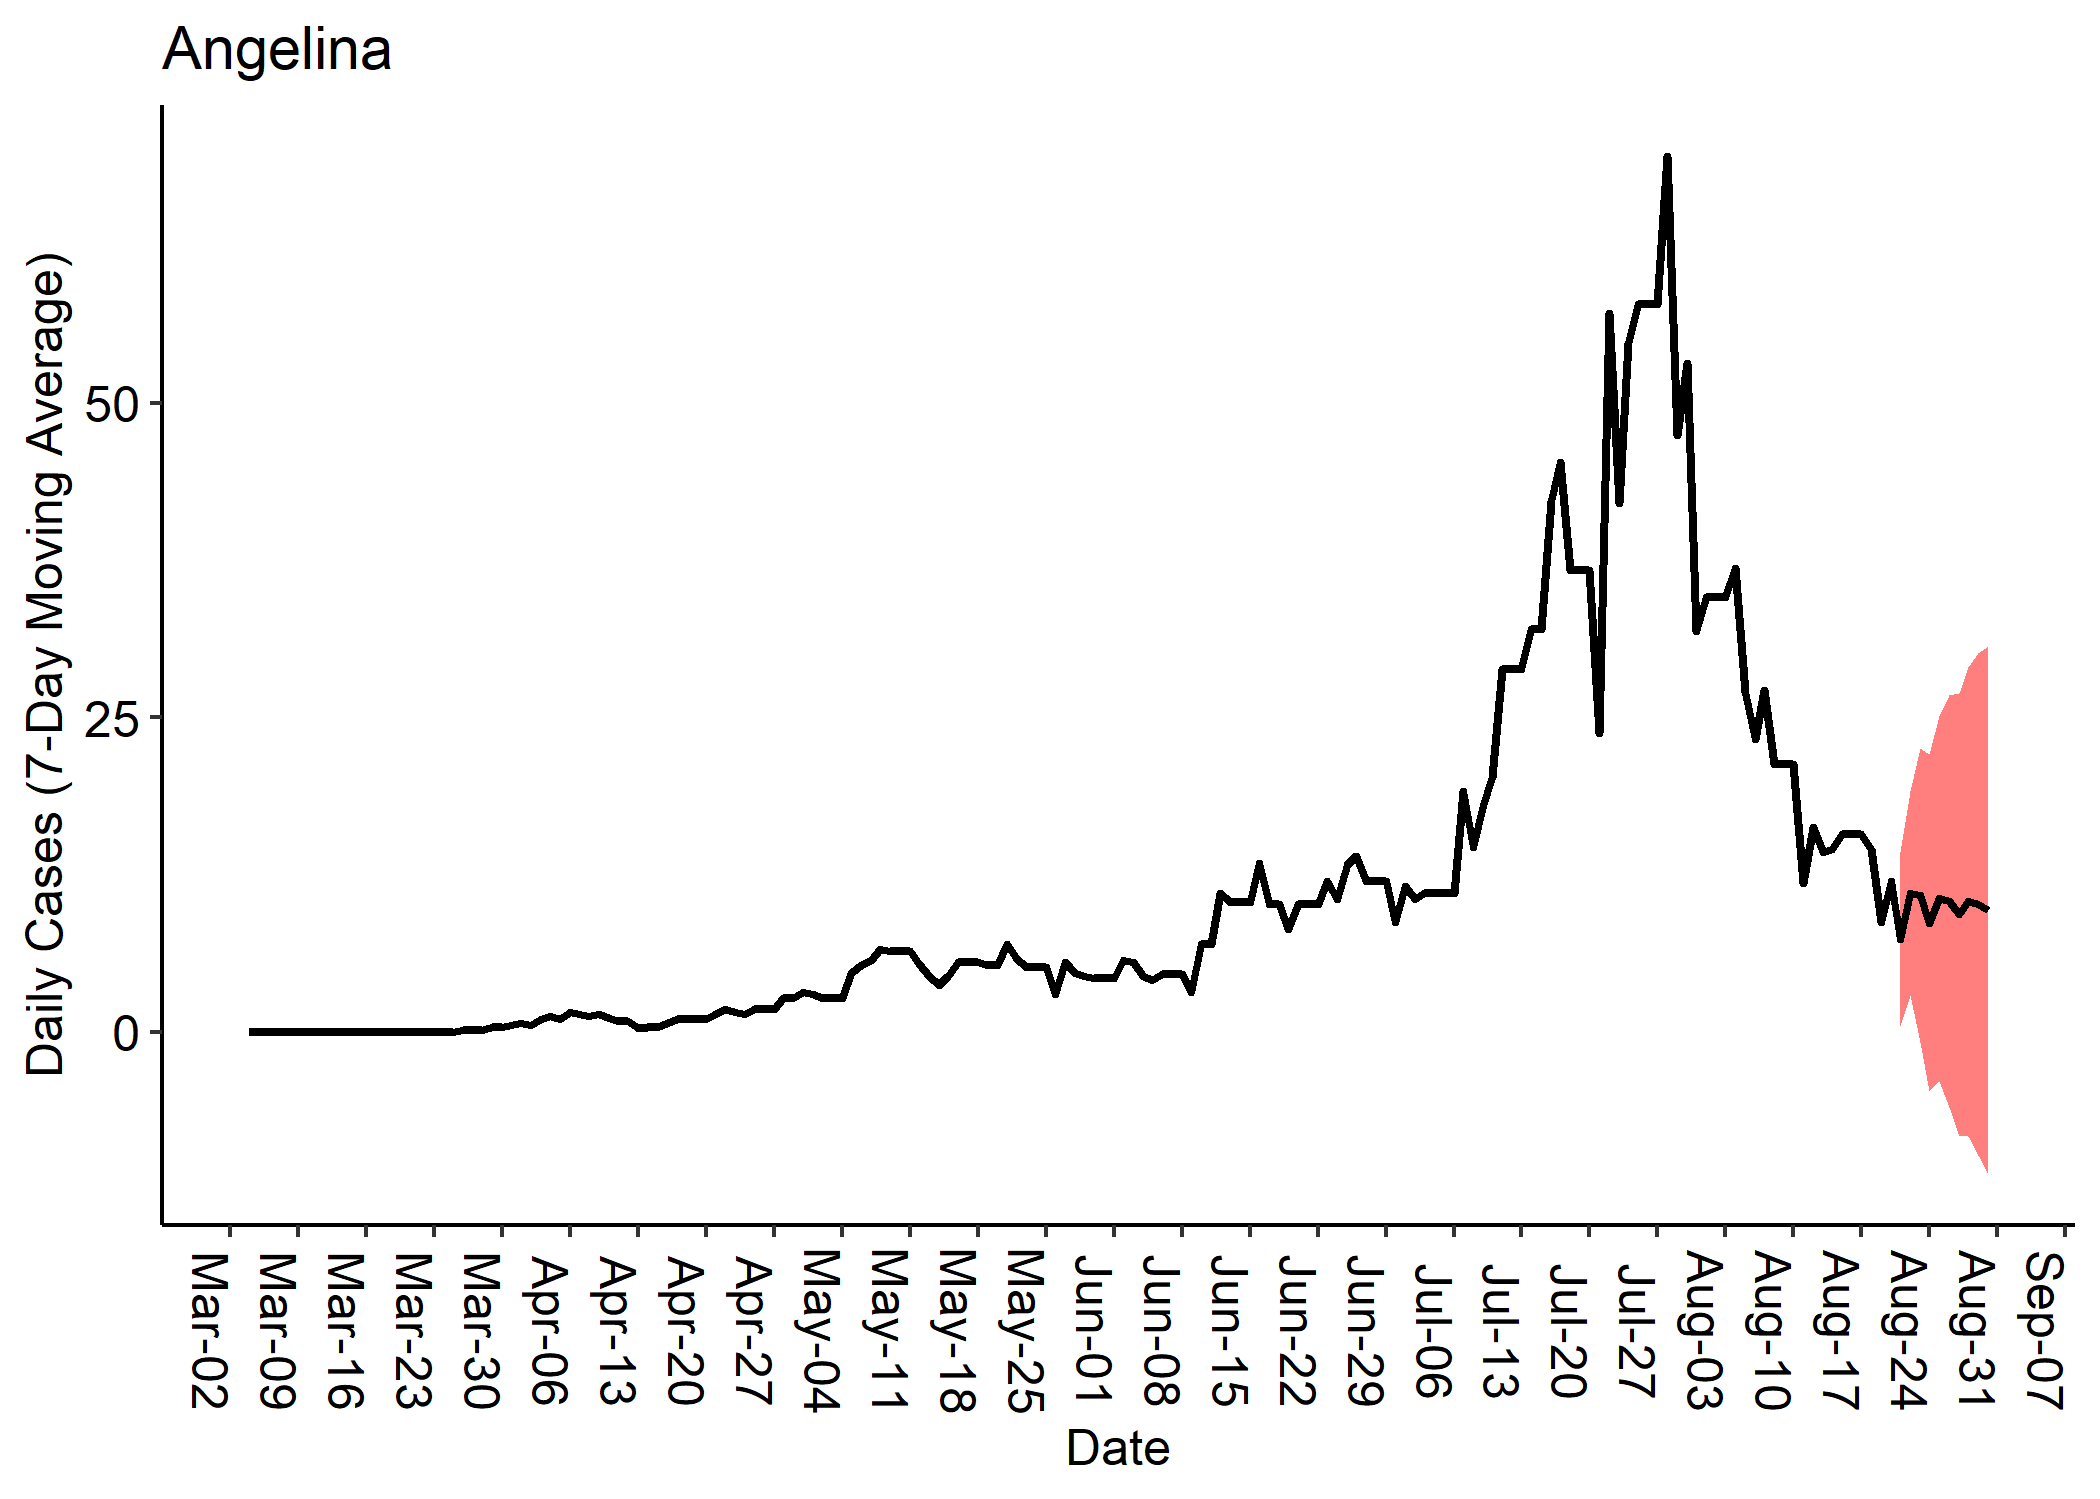 Angelina
Daily Cases (7-Day Moving Average)
50
25
0
Mar-02
Mar-09
Mar-16
Mar-23
Mar-30
Apr-06
Apr-13
Apr-20
Apr-27
May-04
May-11
May-18
May-25
Jun-01
Jun-08
Jun-15
Jun-22
Jun-29
Jul-06
Jul-13
Jul-20
Jul-27
Aug-03
Aug-10
Aug-17
Aug-24
Aug-31
Sep-07
Date